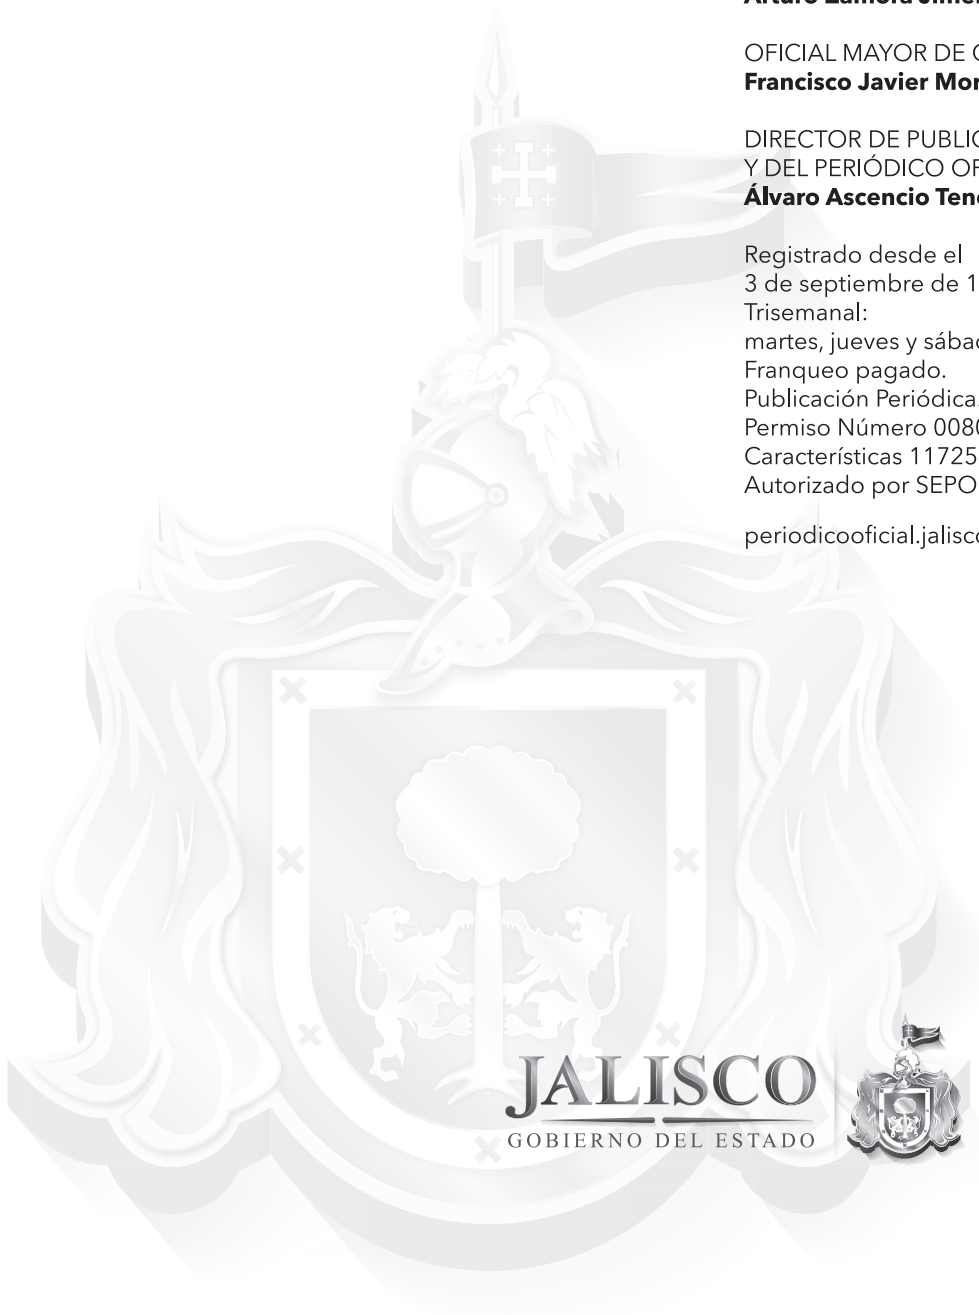 OFICIAL MAYOR DE
Francisco Javier
DIRECTOR DE
Y DEL PERIÓDICO
Álvaro Ascencio
Registrado desde el
3 de septiembre de
Trisemanal:
martes, jueves y
Franqueo pagado.
Publicación Periódica.
Permiso Número
Características
Autorizado por
JALISCO
GOBIERNO DEL ESTADO